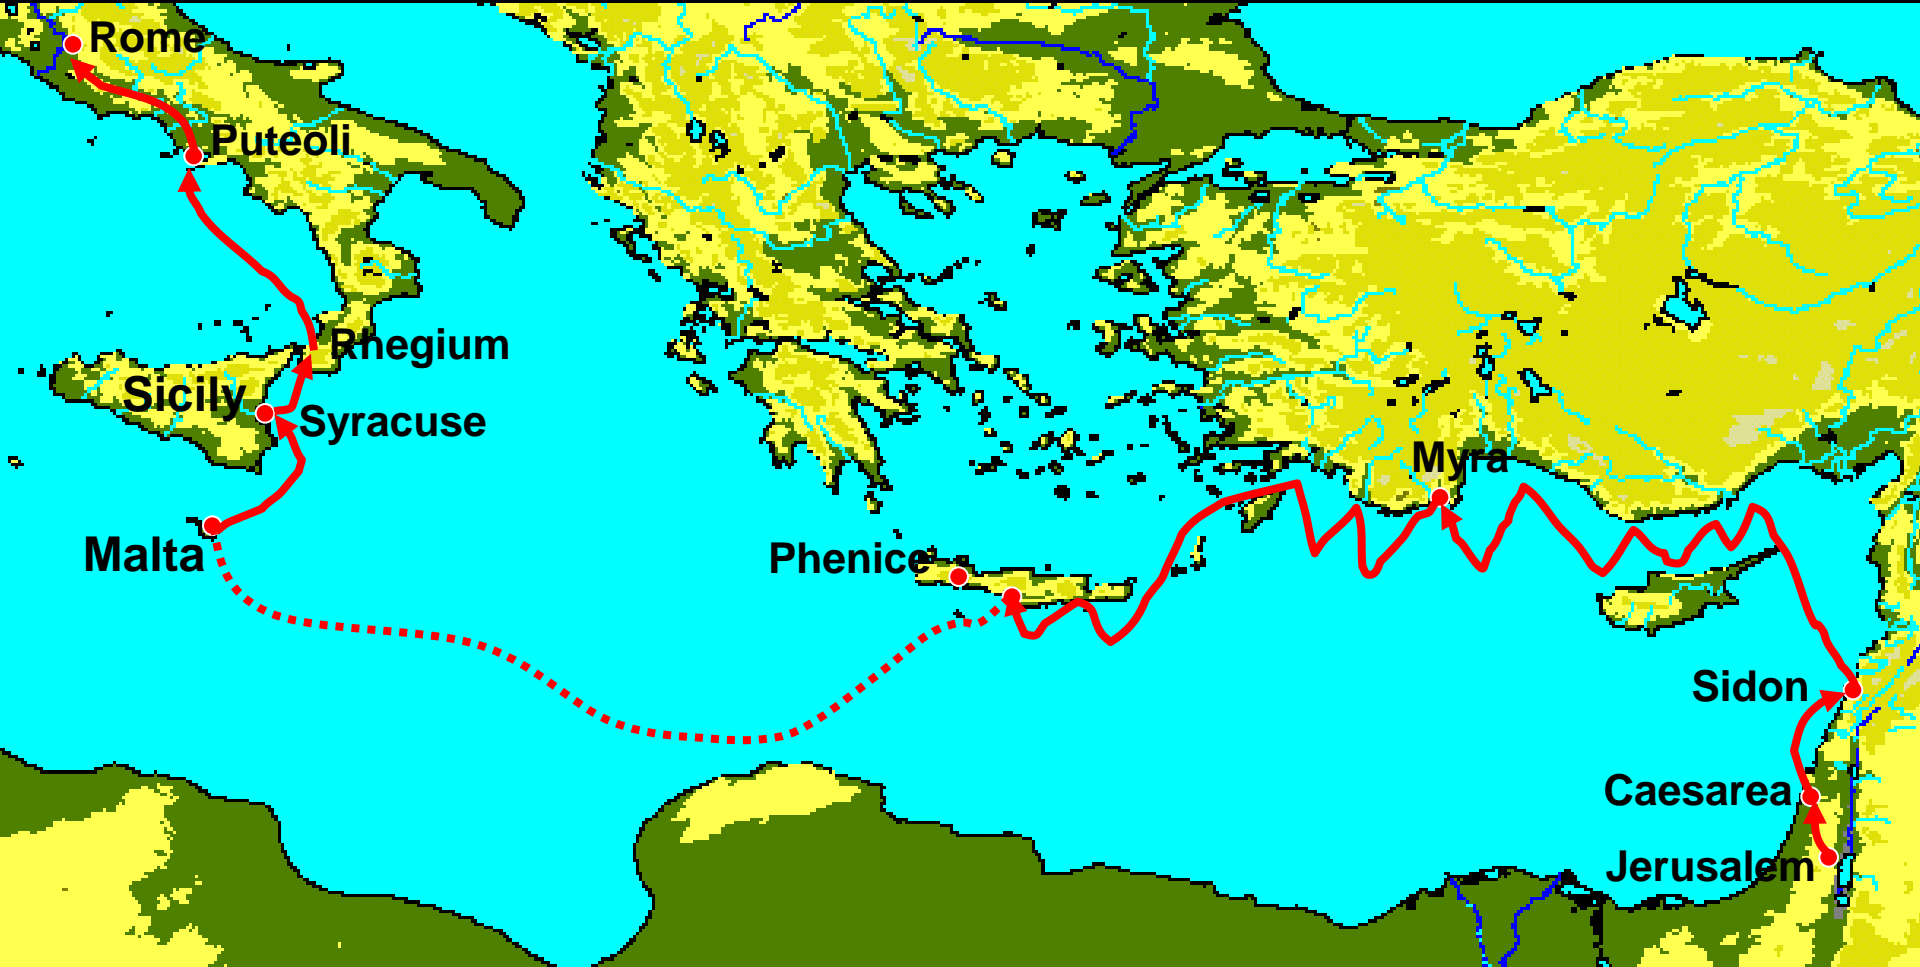 Rome
Puteoli
Rhegium
Sicily
Syracuse
Myra
Malta
Phenice
Sidon
Caesarea
Jerusalem